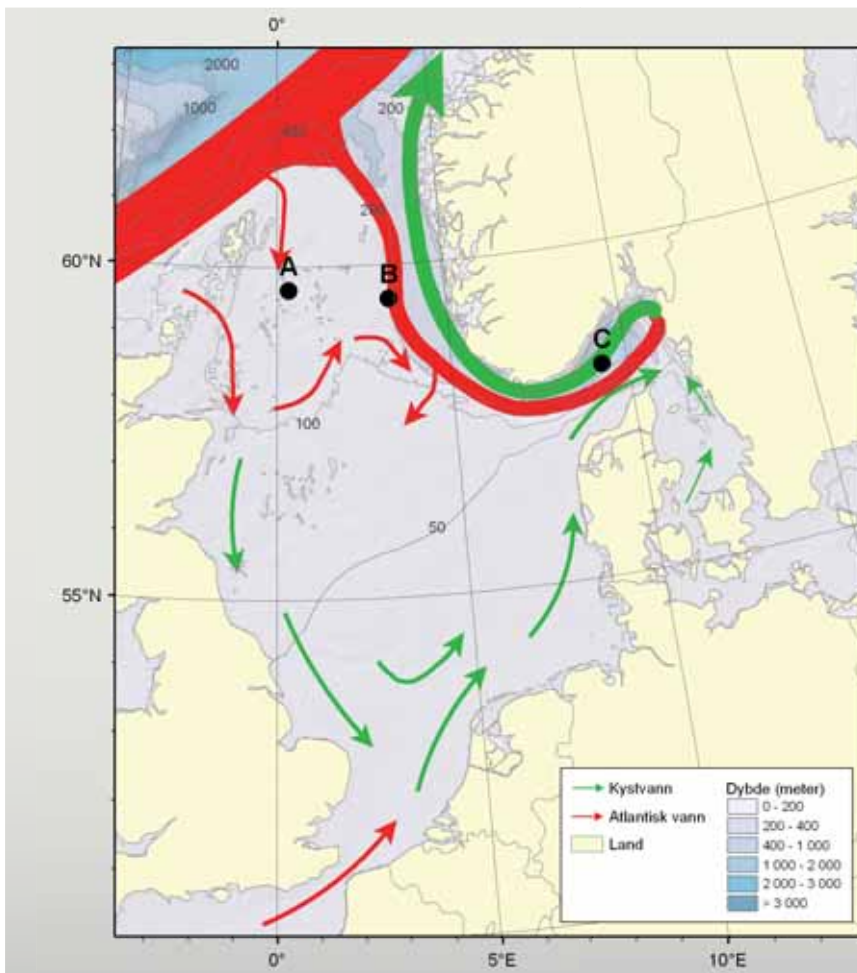 0°
2000
1000
200
400
200
60°N
A
B
C
100
50
55°N
Kystvann
Atlantisk vann
Land
Dybde (meter)
0 - 200
200 - 400
400 - 1 000
1 000 - 2 000
2 000 - 3 000
> 3 000
0°
5°E
10°E